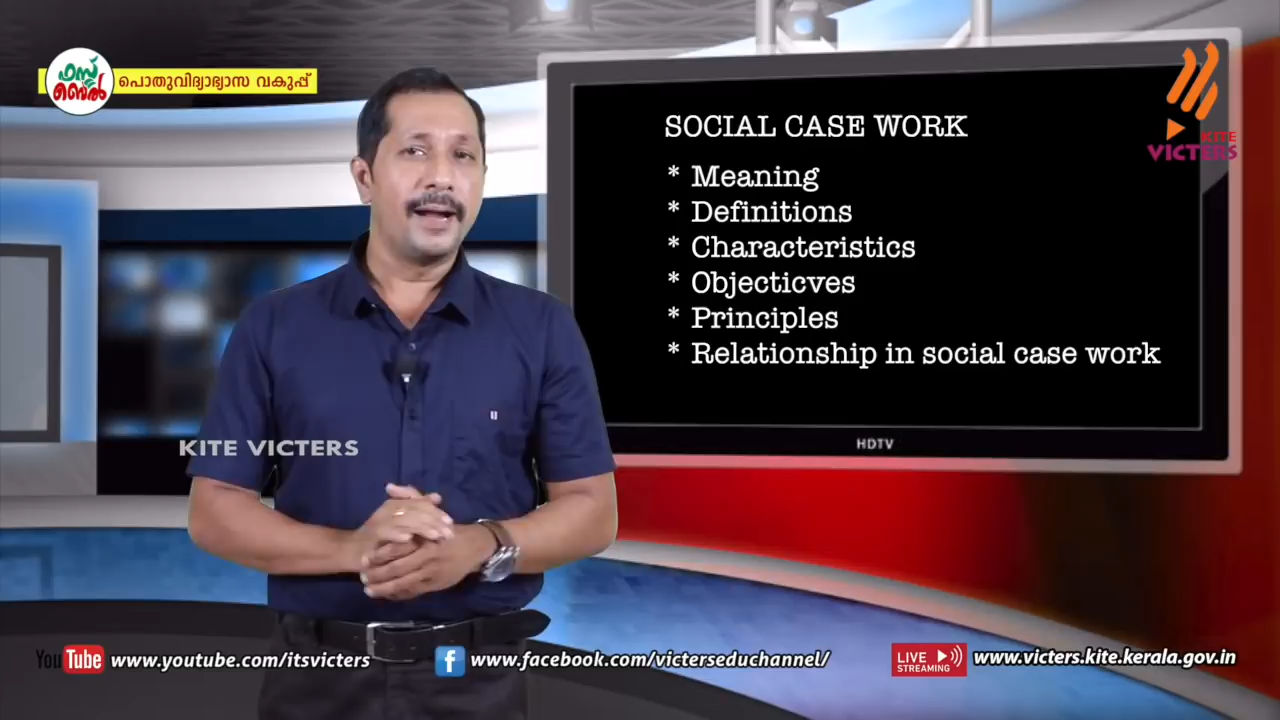 ഫസ്റ്റ്
ബെൽ
പൊതുവിദ്യാഭ്യാസ വകുപ്പ്
KITE
VICTERS
SOCIAL CASE WORK
* Meaning
* Definitions
* Characteristics
* Objecticves
* Principles
* Relationship in social case work
HDTV
KITE VICTERS
YouTube www.youtube.com/itsvicters
f www.facebook.com/victerseduchannel/
LIVE
STREAMING
www.victers.kite.kerala.gov.in